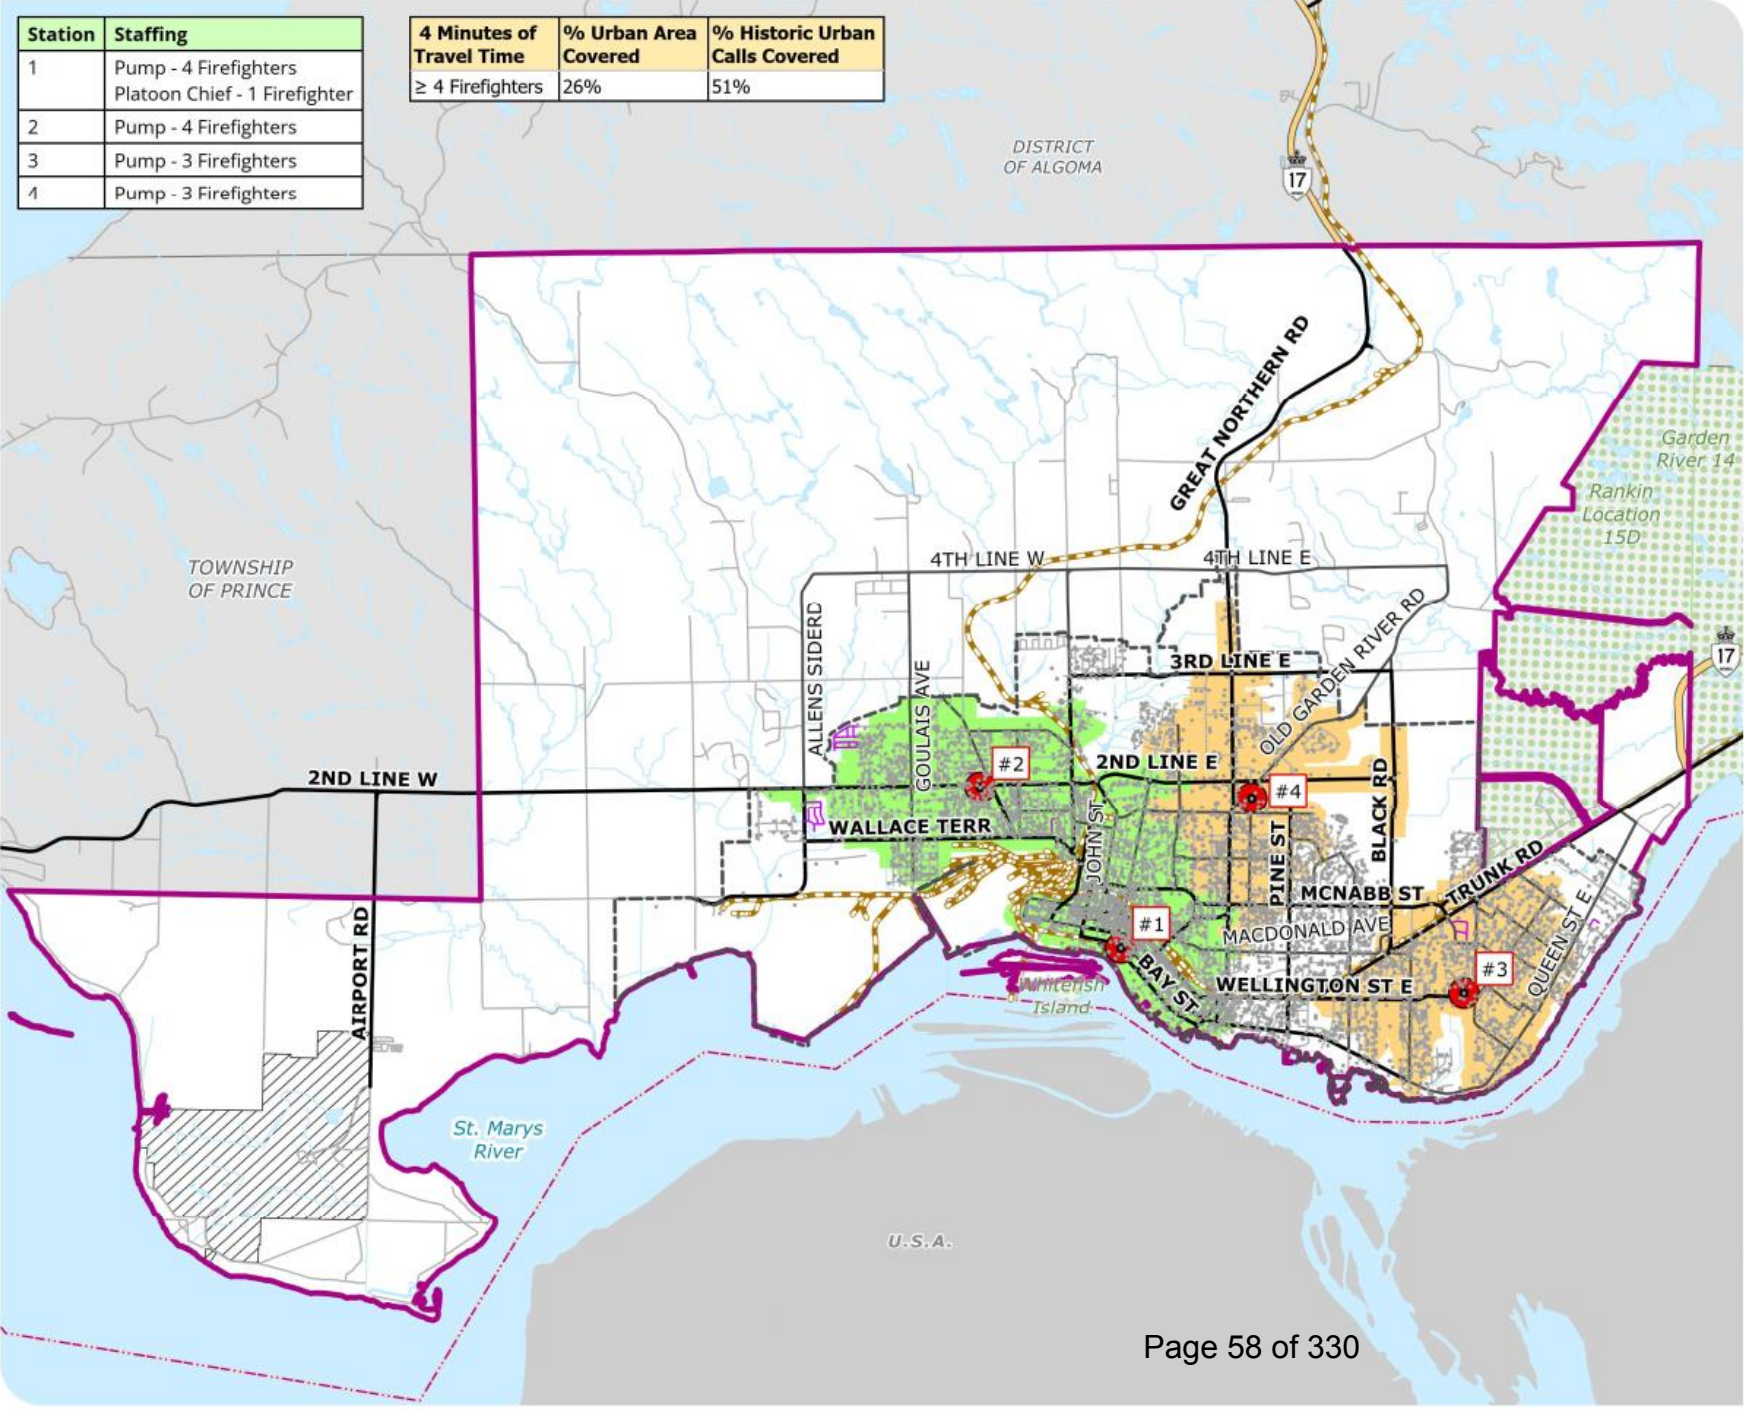 Station Staffing
1 Pump - 4 Firefighters
Platoon Chief - 1 Firefighter
2 Pump - 4 Firefighters
3 Pump - 3 Firefighters
4 Pump - 3 Firefighters
4 Minutes of Travel Time % Urban Area Covered % Historic Urban Calls Covered
≥ 4 Firefighters 26% 51%
DISTRICT
OF ALGOMA
17
GREAT NORTHERN RD
Garden
River 14
Rankin
Location
15D
TOWNSHIP
OF PRINCE
4TH LINE W
4TH LINE E
ALLENS SIDERD
GOULAIS AVE
3RD LINE E
OLD GARDEN RIVER RD
17
2ND LINE W
#2
2ND LINE E
#4
BLACK RD
WALLACE TERR
JOHN ST
PINE ST
TRUNK RD
MCNABB ST
MACDONALD AVE
QUEEN ST E
#1
#3
AIRPORT RD
BAY ST
WELLINGTON ST E
Whitefish
Island
St. Marys
River
U.S.A.
Page 58 of 330